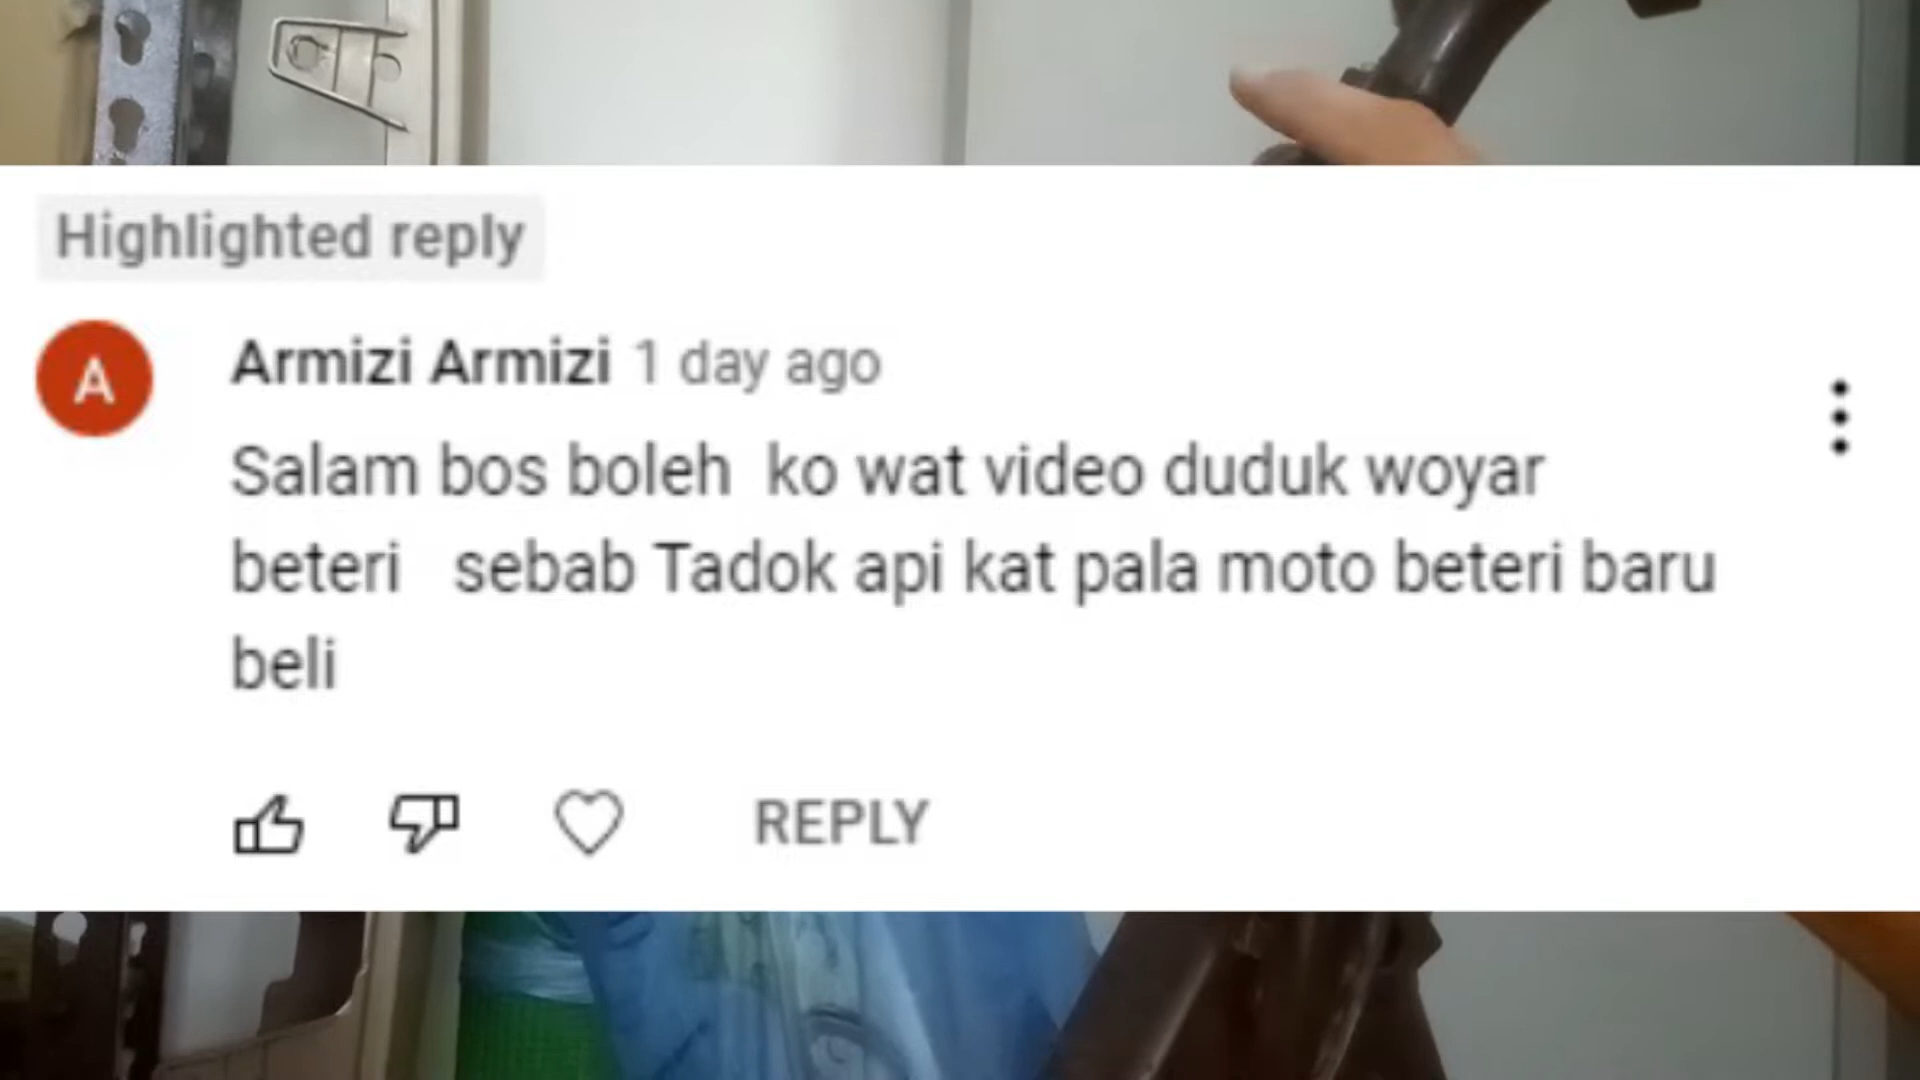 Highlighted reply
A
Armizi Armizi 1 day ago
Salam bos boleh ko wat video duduk woyar
beteri sebab Tadok api kat pala moto beteri baru
beli
REPLY